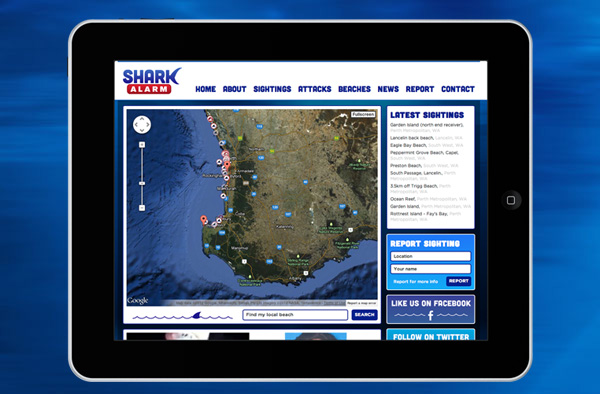 SHARK
ALARM
HOME ABOUT SIGHTINGS ATTACKS BEACHES NEWS REPORT CONTACT
Fullscreen
Google
Report a map error
Find my local beach SEARCH
LATEST SIGHTINGS
Garden Island (north end receiver),
Perth Metropolitan, WA
Lancelin back beach, Lancelin, WA
Eagle Bay Beach, South West, WA
Peppermint Grove Beach, Capel,
South West, WA
Preston Beach, South West, WA
South Passage, Lancelin, Perth
Metropolitan, WA
3.5km off Trigg Beach, Perth
Metropolitan, WA
Ocean Reef, Perth Metropolitan, WA
Garden Island, Perth Metropolitan, WA
Rottnest Island - Fay's Bay, Perth
Metropolitan, WA
REPORT SIGHTING
Location
Your name
Report for more info REPORT
LIKE US ON FACEBOOK
f
FOLLOW ON TWITTER